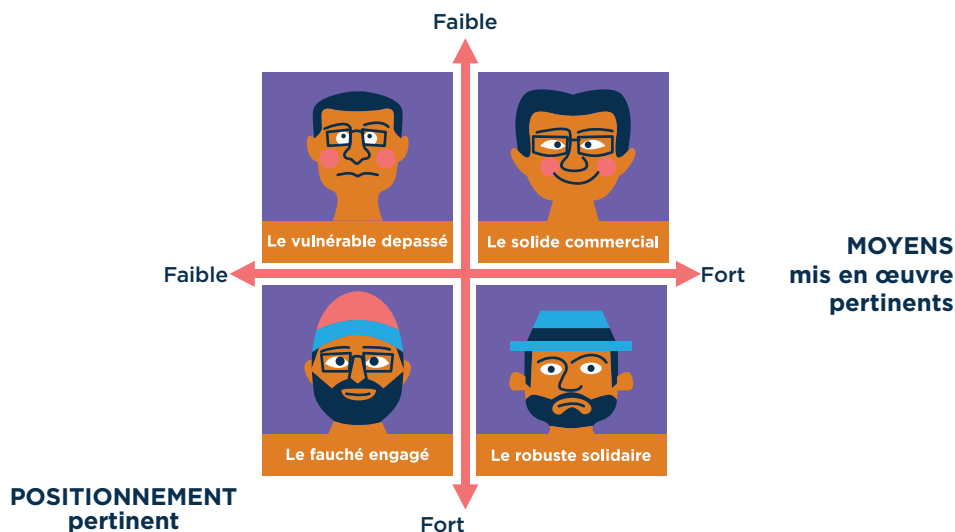 Faible
Le vulnérable depassé
Le solide commercial
Faible
Fort
MOYENS
mis en œuvre
pertinents
Le fauché engagé
Le robuste solidaire
POSITIONNEMENT
pertinent
Fort